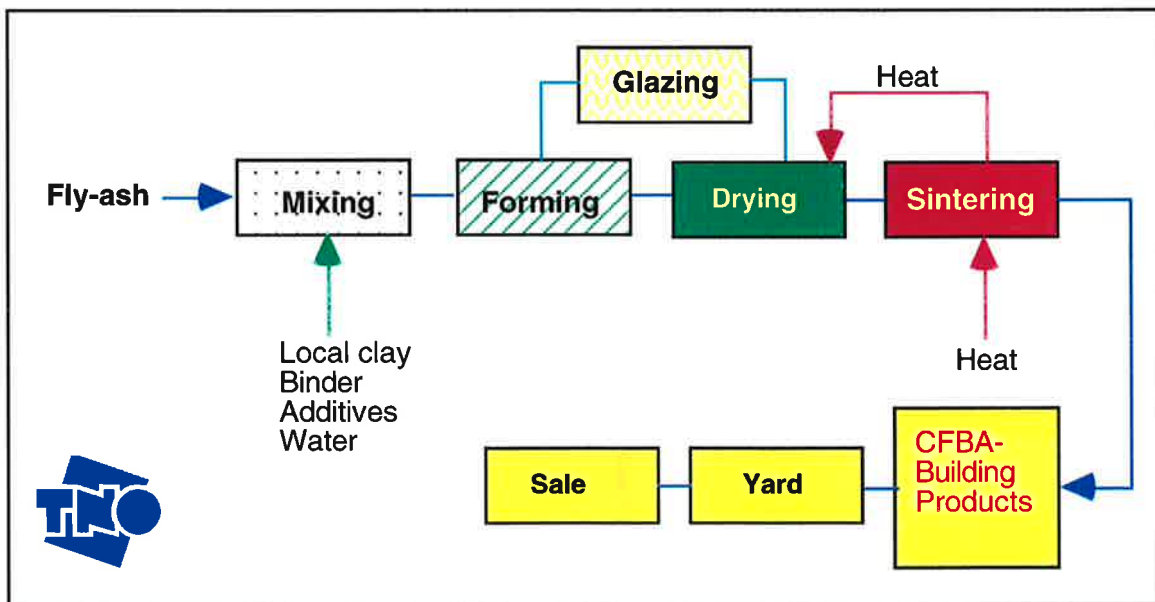 Glazing
Heat
Fly-ash
Mixing
Forming
Drying
Sintering
Local clay
Binder
Additives
Water
Heat
Sale
Yard
CFBA-
Building
Products
TNO